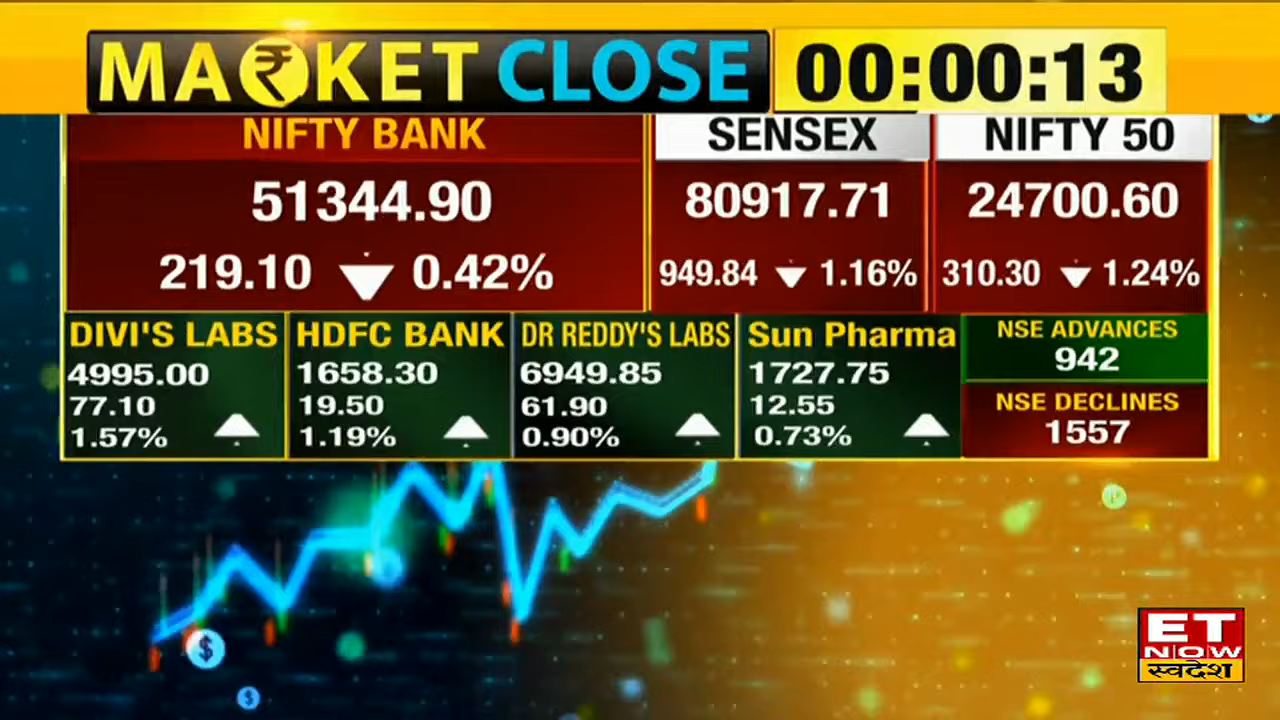 MA₹KET CLOSE 00:00:13
NIFTY BANK
51344.90
219.10 0.42%
SENSEX
80917.71
949.84 1.16%
NIFTY 50
24700.60
310.30 1.24%
DIVI'S LABS
4995.00
77.10
1.57%
HDFC BANK
1658.30
19.50
1.19%
DR REDDY'S LABS
6949.85
61.90
0.90%
Sun Pharma
1727.75
12.55
0.73%
NSE ADVANCES
942
NSE DECLINES
1557
$
$
ET
NOW
स्वदेश